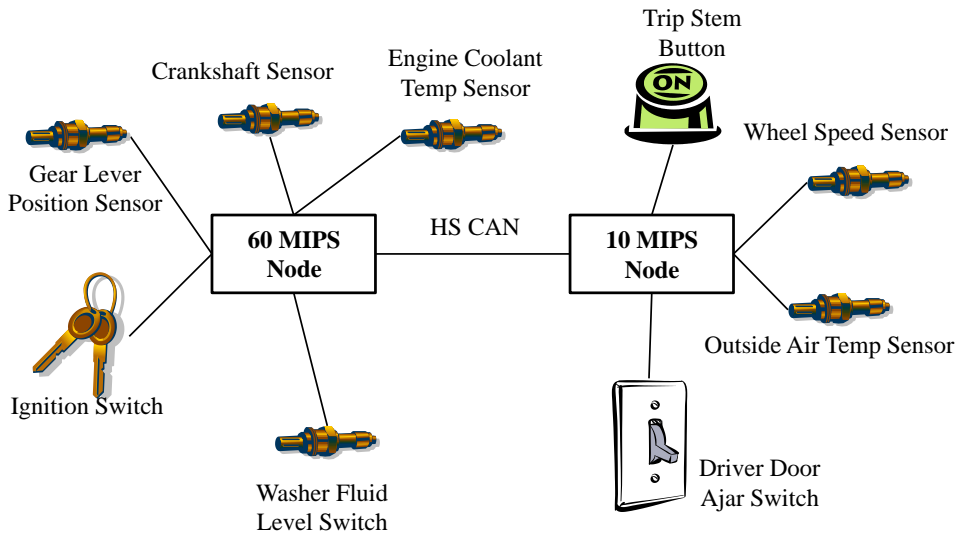 Trip Stem
Button
Crankshaft Sensor
Engine Coolant
Temp Sensor
ON
Wheel Speed Sensor
Gear Lever
Position Sensor
60 MIPS
Node
HS CAN
10 MIPS
Node
Outside Air Temp Sensor
Ignition Switch
Washer Fluid
Level Switch
Driver Door
Ajar Switch